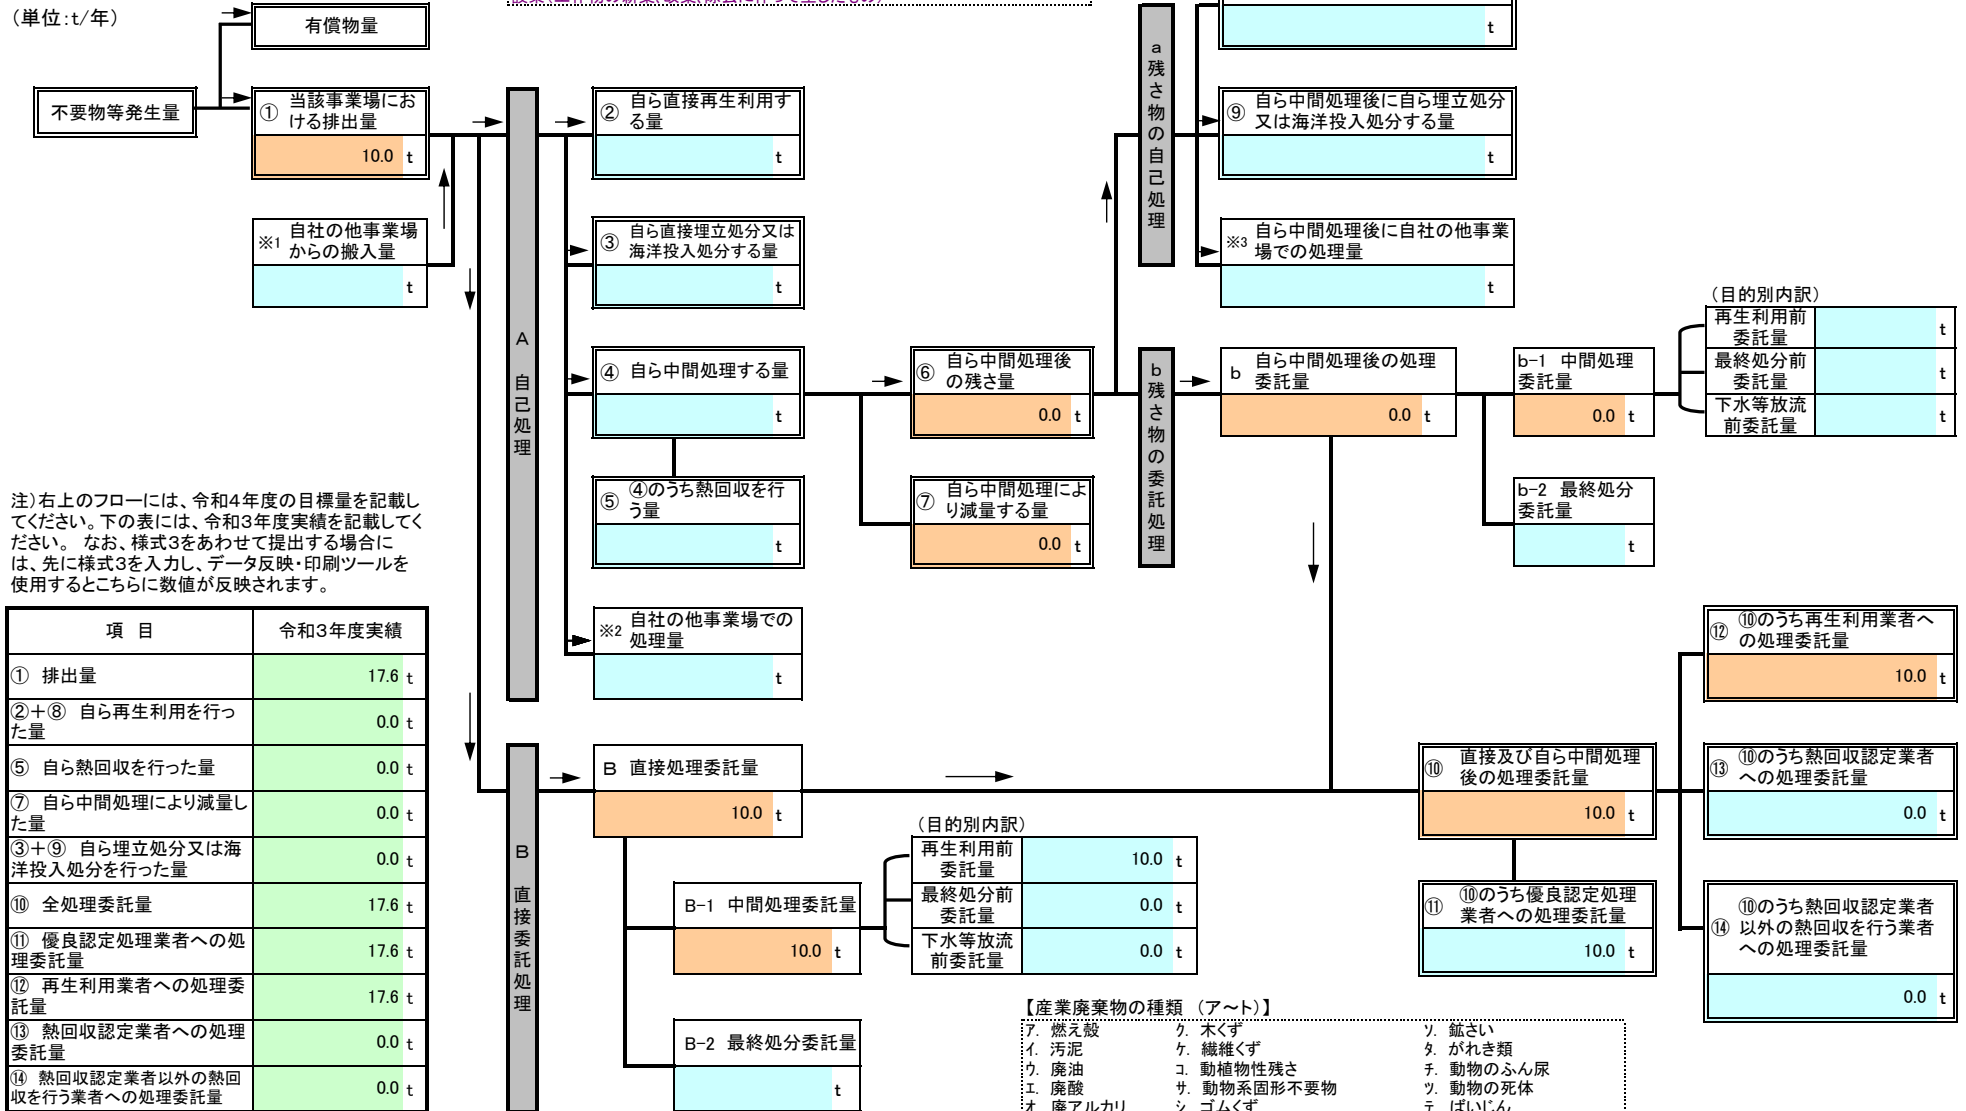 (単位:t/年)
有償物量
不要物等発生量
① 当該事業場にお
ける排出量
10.0 t
※1 自社の他事業場
からの搬入量
t
A 自己処理
② 自ら直接再生利用す
る量
t
③ 自ら直接埋立処分又は
海洋投入処分する量
t
④ 自ら中間処理する量
t
⑤ ④のうち熱回収を行
う量
t
※2 自社の他事業場での
処理量
t
⑥ 自ら中間処理後
の残さ量
0.0 t
⑦ 自ら中間処理によ
り減量する量
0.0 t
a 残さ物の自己処理
t
⑨ 自ら中間処理後に自ら埋立処分
又は海洋投入処分する量
t
※3 自ら中間処理後に自社の他事業
場での処理量
t
b 残さ物の委託処理
b 自ら中間処理後の処理
委託量
0.0 t
b-1 中間処理
委託量
0.0 t
b-2 最終処分
委託量
t
(目的別内訳)
再生利用前
委託量
t
最終処分前
委託量
t
下水等放流
前委託量
t
注)右上のフローには、令和4年度の目標量を記載し
てください。下の表には、令和3年度実績を記載してく
ださい。 なお、様式3をあわせて提出する場合に
は、先に様式3を入力し、データ反映・印刷ツールを
使用するとこちらに数値が反映されます。
項 目 令和3年度実績
① 排出量 17.6 t
②+⑧ 自ら再生利用を行っ
た量 0.0 t
⑤ 自ら熱回収を行った量 0.0 t
⑦ 自ら中間処理により減量し
た量 0.0 t
③+⑨ 自ら埋立処分又は海
洋投入処分を行った量 0.0 t
⑩ 全処理委託量 17.6 t
⑪ 優良認定処理業者への処
理委託量 17.6 t
⑫ 再生利用業者への処理委
託量 17.6 t
⑬ 熱回収認定業者への処理
委託量 0.0 t
⑭ 熱回収認定業者以外の熱回
収を行う業者への処理委託量 0.0 t
B 直接委託処理
B 直接処理委託量
10.0 t
B-1 中間処理委託量
10.0 t
B-2 最終処分委託量
t
(目的別内訳)
再生利用前
委託量
10.0 t
最終処分前
委託量
0.0 t
下水等放流
前委託量
0.0 t
⑩ 直接及び自ら中間処理
後の処理委託量
10.0 t
⑪ ⑩のうち優良認定処理
業者への処理委託量
10.0 t
⑫ ⑩のうち再生利用業者へ
の処理委託量
10.0 t
⑬ ⑩のうち熱回収認定業者
への処理委託量
0.0 t
⑭ ⑩のうち熱回収認定業者
以外の熱回収を行う業者
への処理委託量
0.0 t
【産業廃棄物の種類 (ア~ト)】
ア. 燃え殻 ク. 木くず ソ. 鉱さい
イ. 汚泥 ケ. 繊維くず タ. がれき類
ウ. 廃油 コ. 動植物性残さ チ. 動物のふん尿
エ. 廃酸 サ. 動物系固形不要物 ツ. 動物の死体
オ. 廃アルカリ シ. ゴムくず テ. ばいじん